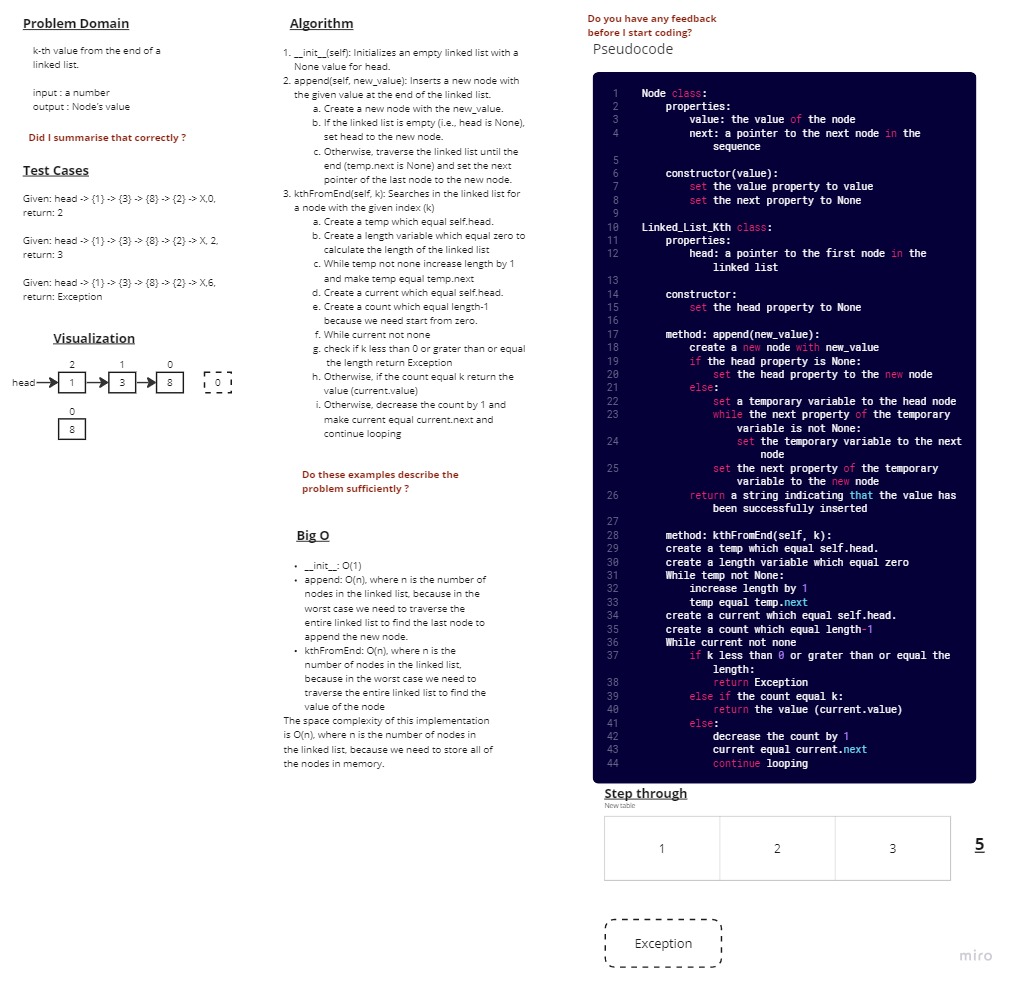 Problem Domain
k-th value from the end of a
linked list.
input : a number
output : Node's value
Did I summarise that correctly ?
Test Cases
Given: head -> {1} -> {3} -> {8} -> {2} -> X,0,
return: 2
Given: head -> {1} -> {3} -> {8} -> {2} -> X, 2,
return: 3
Given: head -> {1} -> {3} -> {8} -> {2} -> X,6,
return: Exception
Visualization
2 1 0
head 1 3 8 0
0
8
Algorithm
1. __init__(self): Initializes an empty linked list with a
None value for head.
2. append(self, new_value): Inserts a new node with
the given value at the end of the linked list.
a. Create a new node with the new_value.
b. If the linked list is empty (i.e., head is None),
set head to the new node.
c. Otherwise, traverse the linked list until the
end (temp.next is None) and set the next
pointer of the last node to the new node.
3. kthFromEnd(self, k): Searches in the linked list for
a node with the given index (k)
a. Create a temp which equal self.head.
b. Create a length variable which equal zero to
calculate the length of the linked list
c. While temp not none increase length by 1
and make temp equal temp.next
d. Create a current which equal self.head.
e. Create a count which equal length-1
because we need start from zero.
f. While current not none
g. check if k less than 0 or grater than or equal
the length return Exception
h. Otherwise, if the count equal k return the
value (current.value)
i. Otherwise, decrease the count by 1 and
make current equal current.next and
continue looping
Do these examples describe the
problem sufficiently ?
Big O
• __init__: O(1)
• append: O(n), where n is the number of
nodes in the linked list, because in the
worst case we need to traverse the
entire linked list to find the last node to
append the new node.
• kthFromEnd: O(n), where n is the
number of nodes in the linked list,
because in the worst case we need to
traverse the entire linked list to find the
value of the node
The space complexity of this implementation
is O(n), where n is the number of nodes in
the linked list, because we need to store all of
the nodes in memory.
Do you have any feedback
before I start coding?
Pseudocode
1 Node class:
2 properties:
3 value: the value of the node
4 next: a pointer to the next node in the
sequence
5
6 constructor(value):
7 set the value property to value
8 set the next property to None
9
10 Linked_List_Kth class:
11 properties:
12 head: a pointer to the first node in the
linked list
13
14 constructor:
15 set the head property to None
16
17 method: append(new_value):
18 create a new node with new_value
19 if the head property is None:
20 set the head property to the new node
21 else:
22 set a temporary variable to the head node
23 while the next property of the temporary
variable is not None:
24 set the temporary variable to the next
node
25 set the next property of the temporary
variable to the new node
26 return a string indicating that the value has
been successfully inserted
27
28 method: kthFromEnd(self, k):
29 create a temp which equal self.head.
30 create a length variable which equal zero
31 While temp not None:
32 increase length by 1
33 temp equal temp.next
34 create a current which equal self.head.
35 create a count which equal length-1
36 While current not none
37 if k less than 0 or grater than or equal the
length:
38 return Exception
39 else if the count equal k:
40 return the value (current.value)
41 else:
42 decrease the count by 1
43 current equal current.next
44 continue looping
Step through
New table
1 2 3
5
Exception
miro